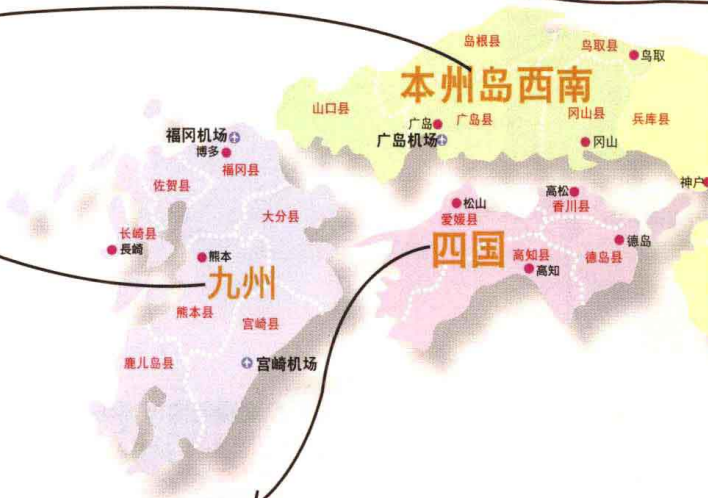 岛根县
鸟取县
鸟取
本州岛西南
山口县
广岛
广岛县
冈山县
兵库县
广岛机场
冈山
福冈机场
博多
福冈县
佐贺县
神户
高松
香川县
松山
爱媛县
大分县
长崎县
長崎
德岛
四国
高知县
德岛县
熊本
高知
九州
熊本县
宫崎县
鹿儿岛县
宫崎机场